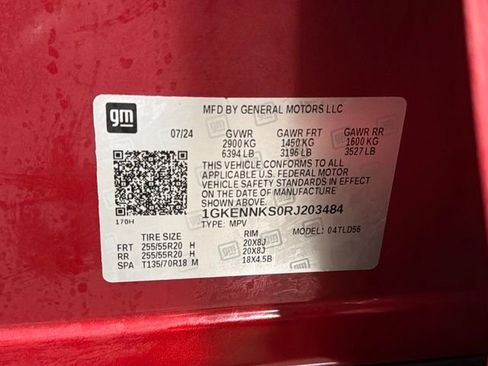 gm
MFD BY GENERAL MOTORS LLC
07/24 GVWR GAWR FRT GAWR RR
2900 KG 1450 KG 1600 KG
6394 LB 3196 LB 3527 LB
THIS VEHICLE CONFORMS TO ALL
APPLICABLE U.S. FEDERAL MOTOR
VEHICLE SAFETY STANDARDS IN EFFECT
ON THE DATE OF MANUFACTURE
SHOWN ABOVE.
1GKENNKS0RJ203484
170H TYPE: MPV MODEL: 04TLD56
TIRE SIZE RIM
FRT 255/55R20 H 20X8J
RR 255/55R20 H 20X8J
SPA T135/70R18 M 18X4.5B